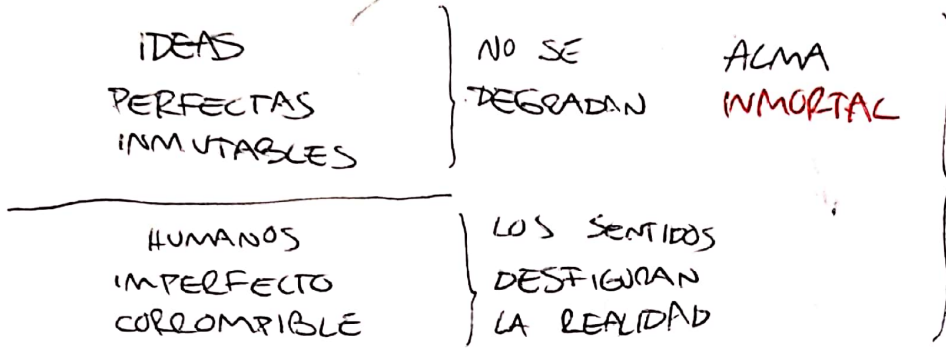 IDEAS
PERFECTAS
INMUTABLES
NO SE
DEGRADAN
ALMA
INMORTAL
HUMANOS
IMPERFECTO
CORROMPIBLE
LOS SENTIDOS
DESFIGURAN
LA REALIDAD